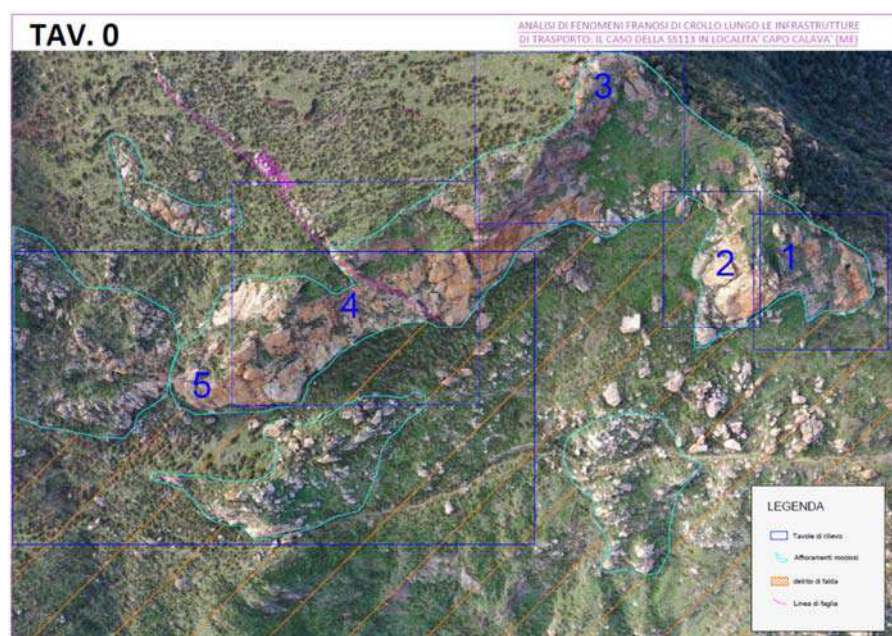 TAV. 0
ANALISI DI FENOMENI FRANOSI DI CROLLO LUNGO LE INFRASTRUTTURE
DI TRASPORTO: IL CASO DELLA SS113 IN LOCALITA' CAPO CALAVA' (ME)
3
2
1
4
5
LEGENDA
Tavole di rilievo
Affioramenti rocciosi
detrito di falda
Linea di faglia